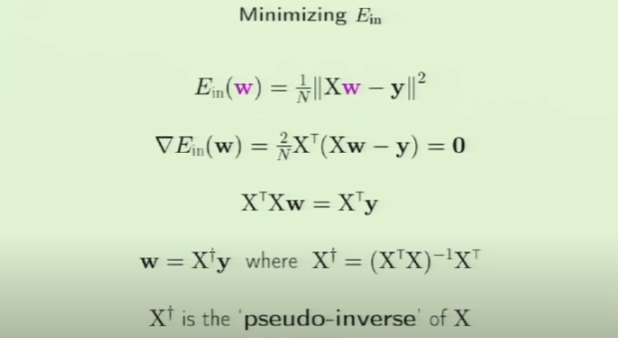 Minimizing E_in
E_in(w) = 1/N ‖Xw − y‖²
∇E_in(w) = 2/N Xᵀ(Xw − y) = 0
XᵀXw = Xᵀy
w = X†y where X† = (XᵀX)⁻¹Xᵀ
X† is the 'pseudo-inverse' of X